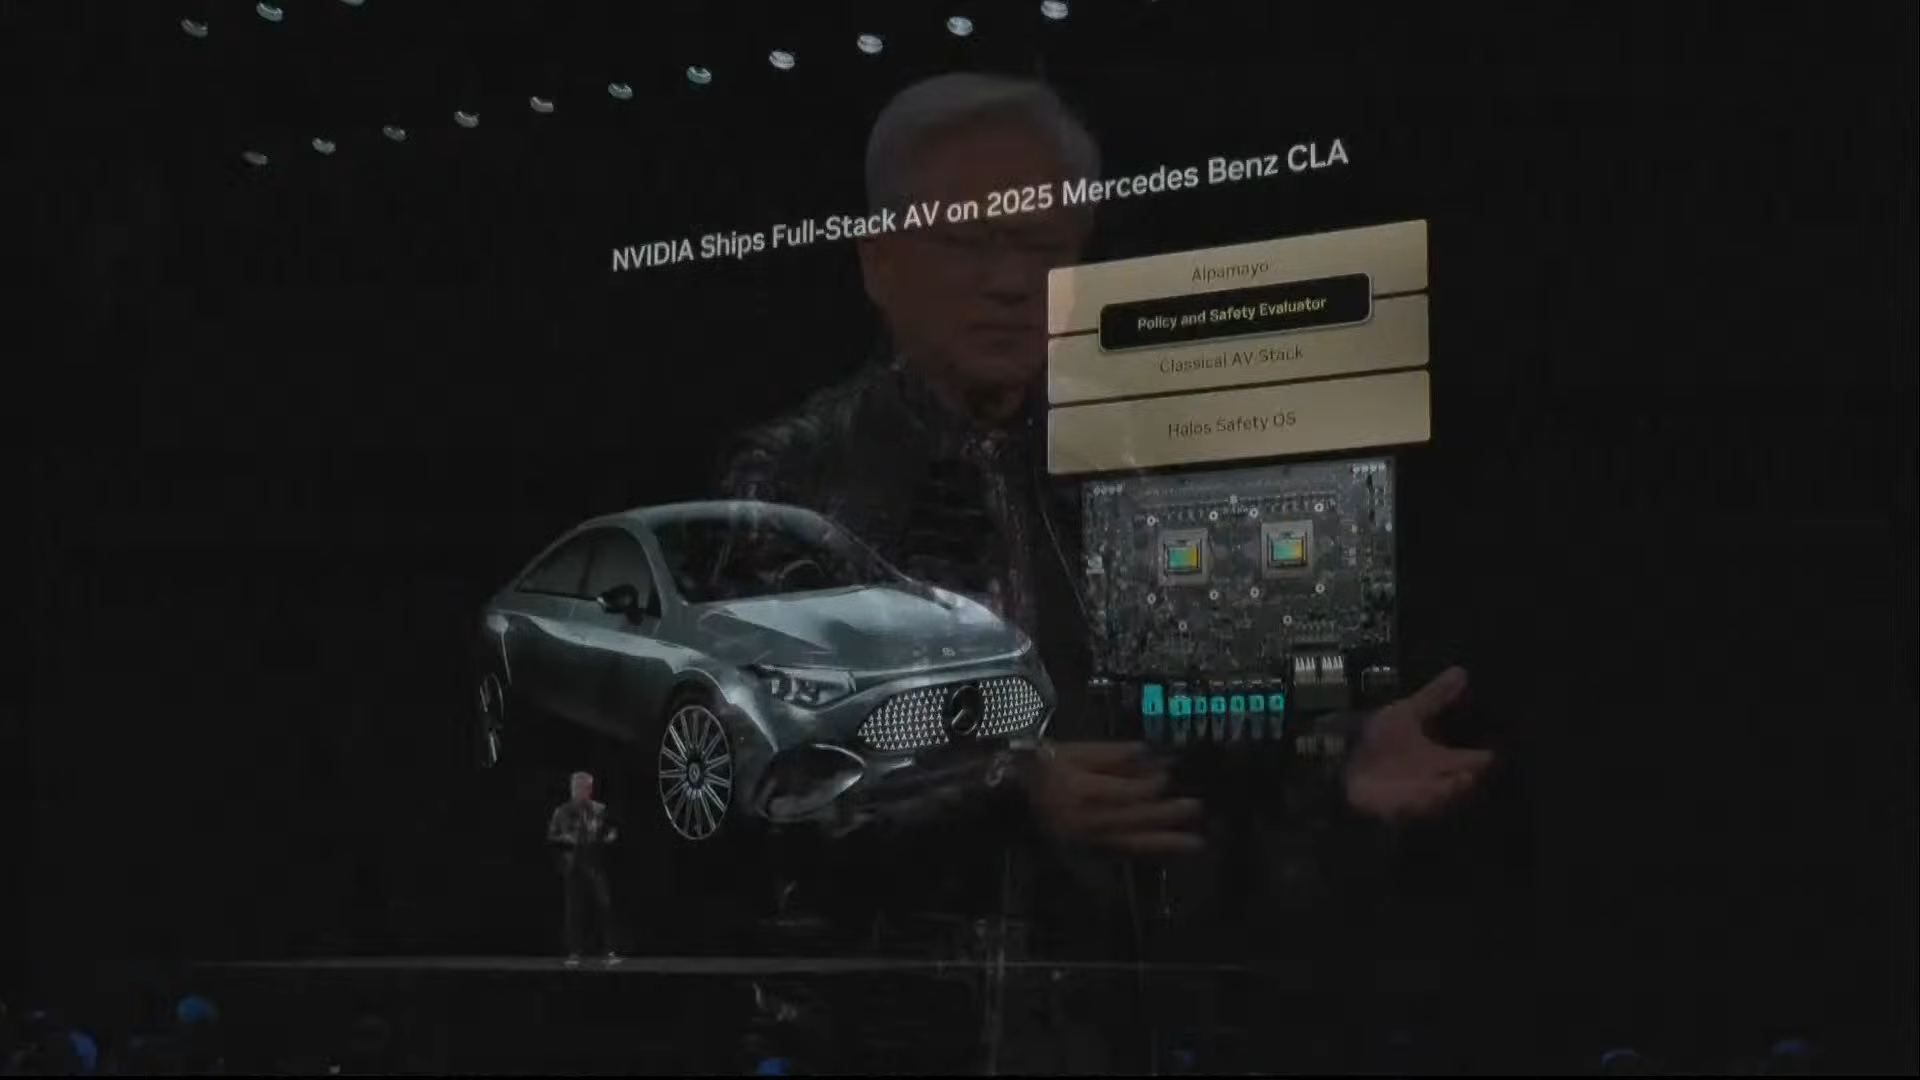 NVIDIA Ships Full-Stack AV on 2025 Mercedes Benz CLA
Alpamayo
Policy and Safety Evaluator
Classical AV Stack
Halos Safety OS